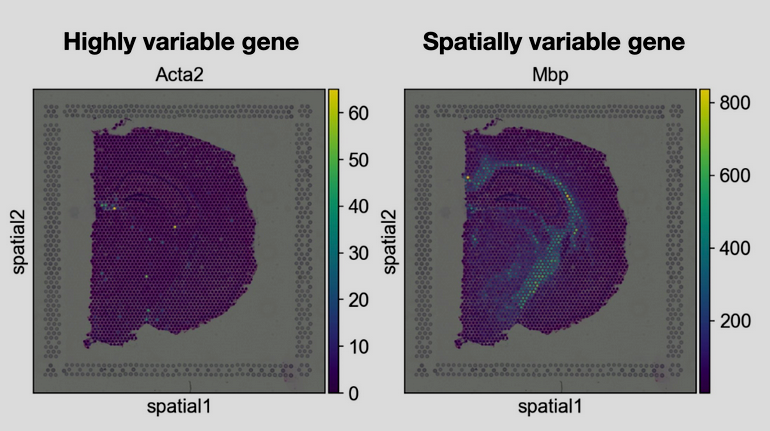 Highly variable gene
Spatially variable gene
Acta2
Mbp
60
50
40
30
20
10
0
spatial2
spatial1
800
600
400
200
spatial2
spatial1